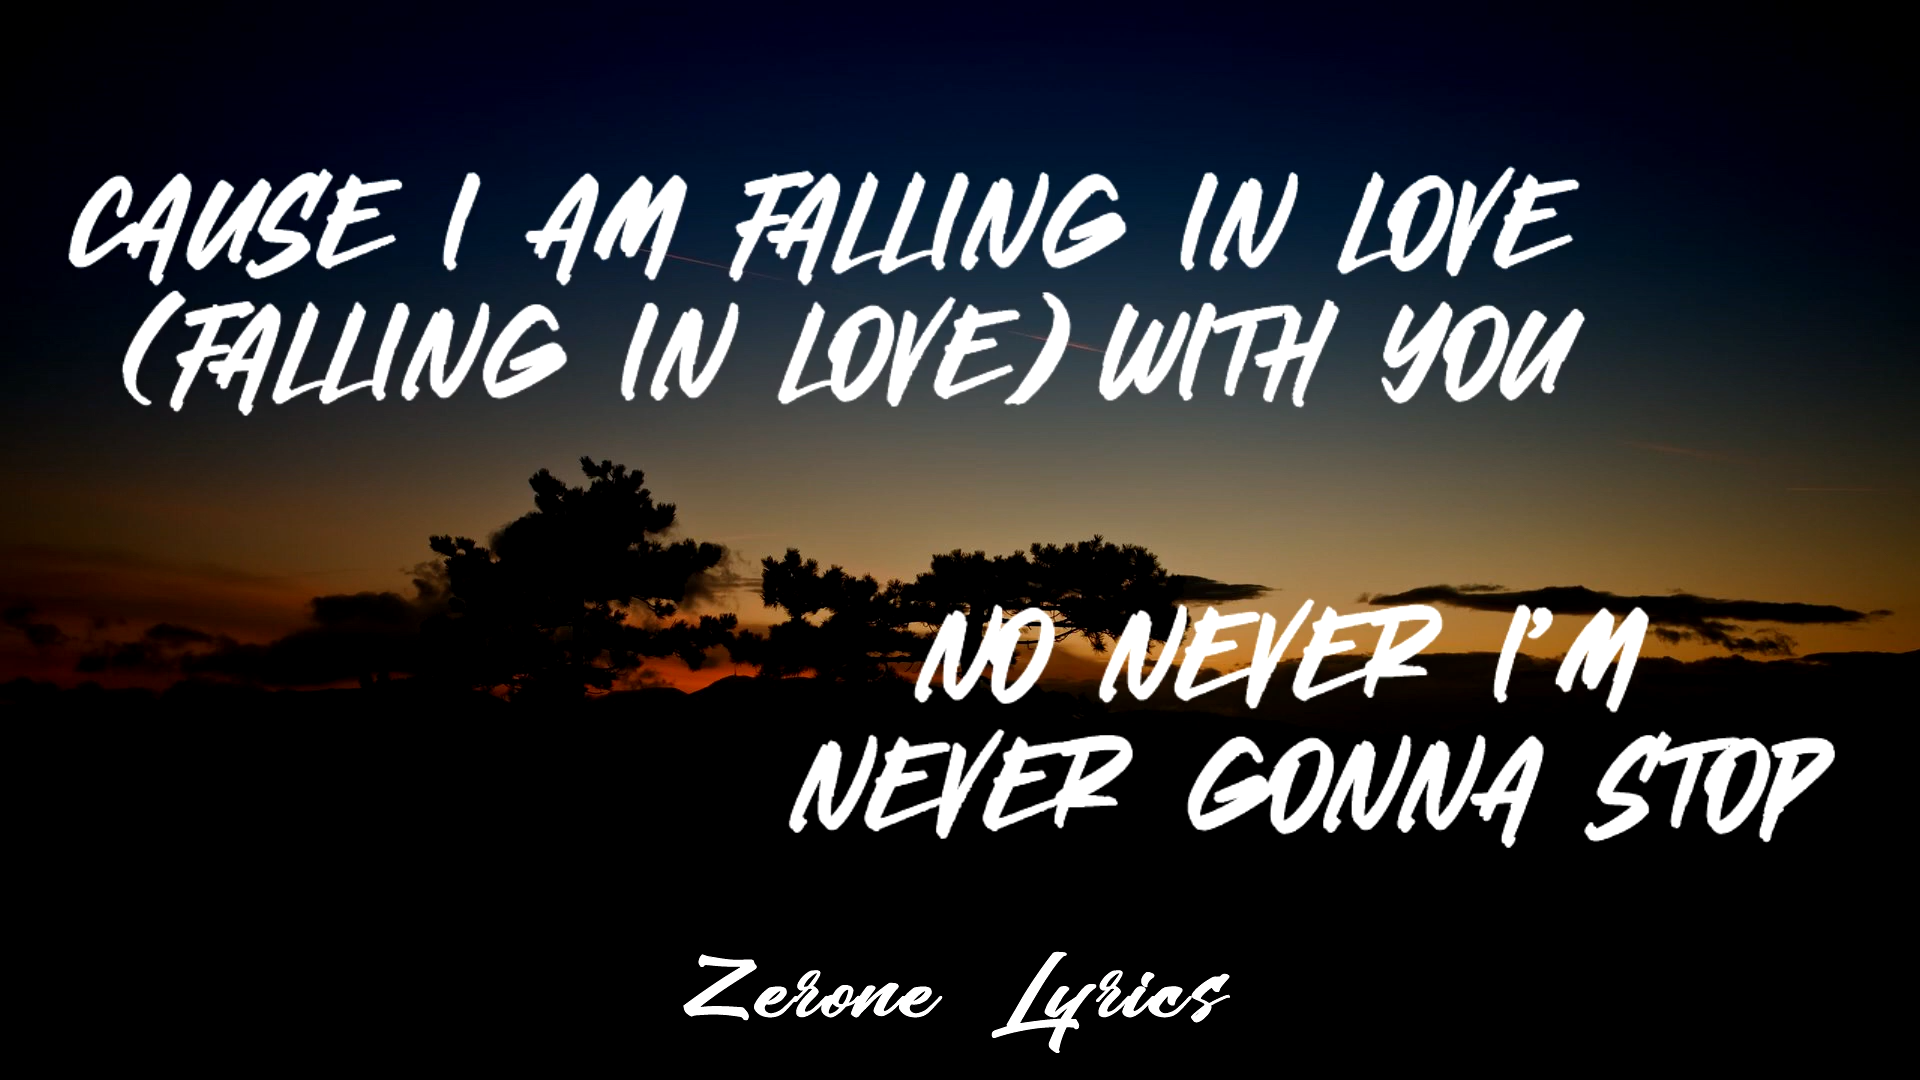 CAUSE I AM FALLING IN LOVE
(FALLING IN LOVE) WITH YOU
NO NEVER I'M
NEVER GONNA STOP
Zerone Lyrics